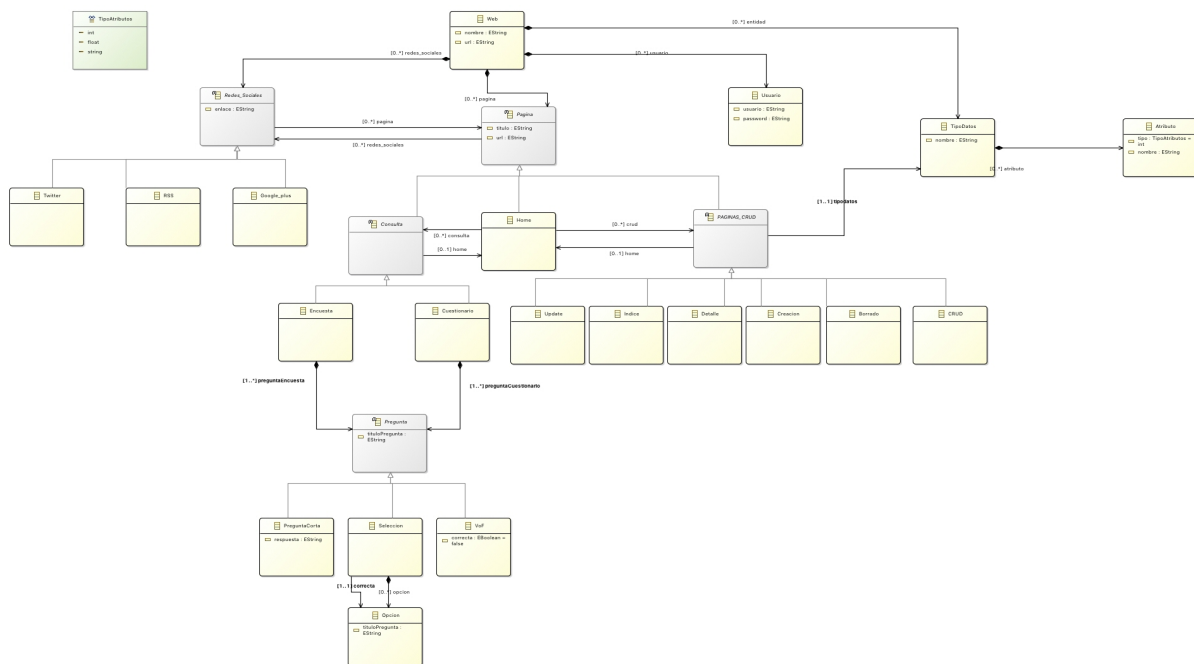 TipoAtributos
int
float
string
Web
nombre : EString
url : EString
[0..*] entidad
[0..*] redes_sociales
[0..*] usuario
[0..*] pagina
Redes_Sociales
enlace : EString
Pagina
titulo : EString
url : EString
[0..*] pagina
[0..*] redes_sociales
Usuario
usuario : EString
password : EString
TipoDatos
nombre : EString
[0..*] atributo
Atributo
tipo : TipoAtributos =
int
nombre : EString
Twitter
RSS
Google_plus
[1..1] tipodatos
Consulta
Home
PAGINAS_CRUD
[0..*] consulta
[0..1] home
[0..*] crud
[0..1] home
Encuesta
Cuestionario
Update
Indice
Detalle
Creacion
Borrado
CRUD
[1..*] preguntaEncuesta
[1..*] preguntaCuestionario
Pregunta
tituloPregunta :
EString
PreguntaCorta
respuesta : EString
Seleccion
VoF
correcta : EBoolean =
false
[1..1] correcta
[0..*] opcion
Opcion
tituloPregunta :
EString